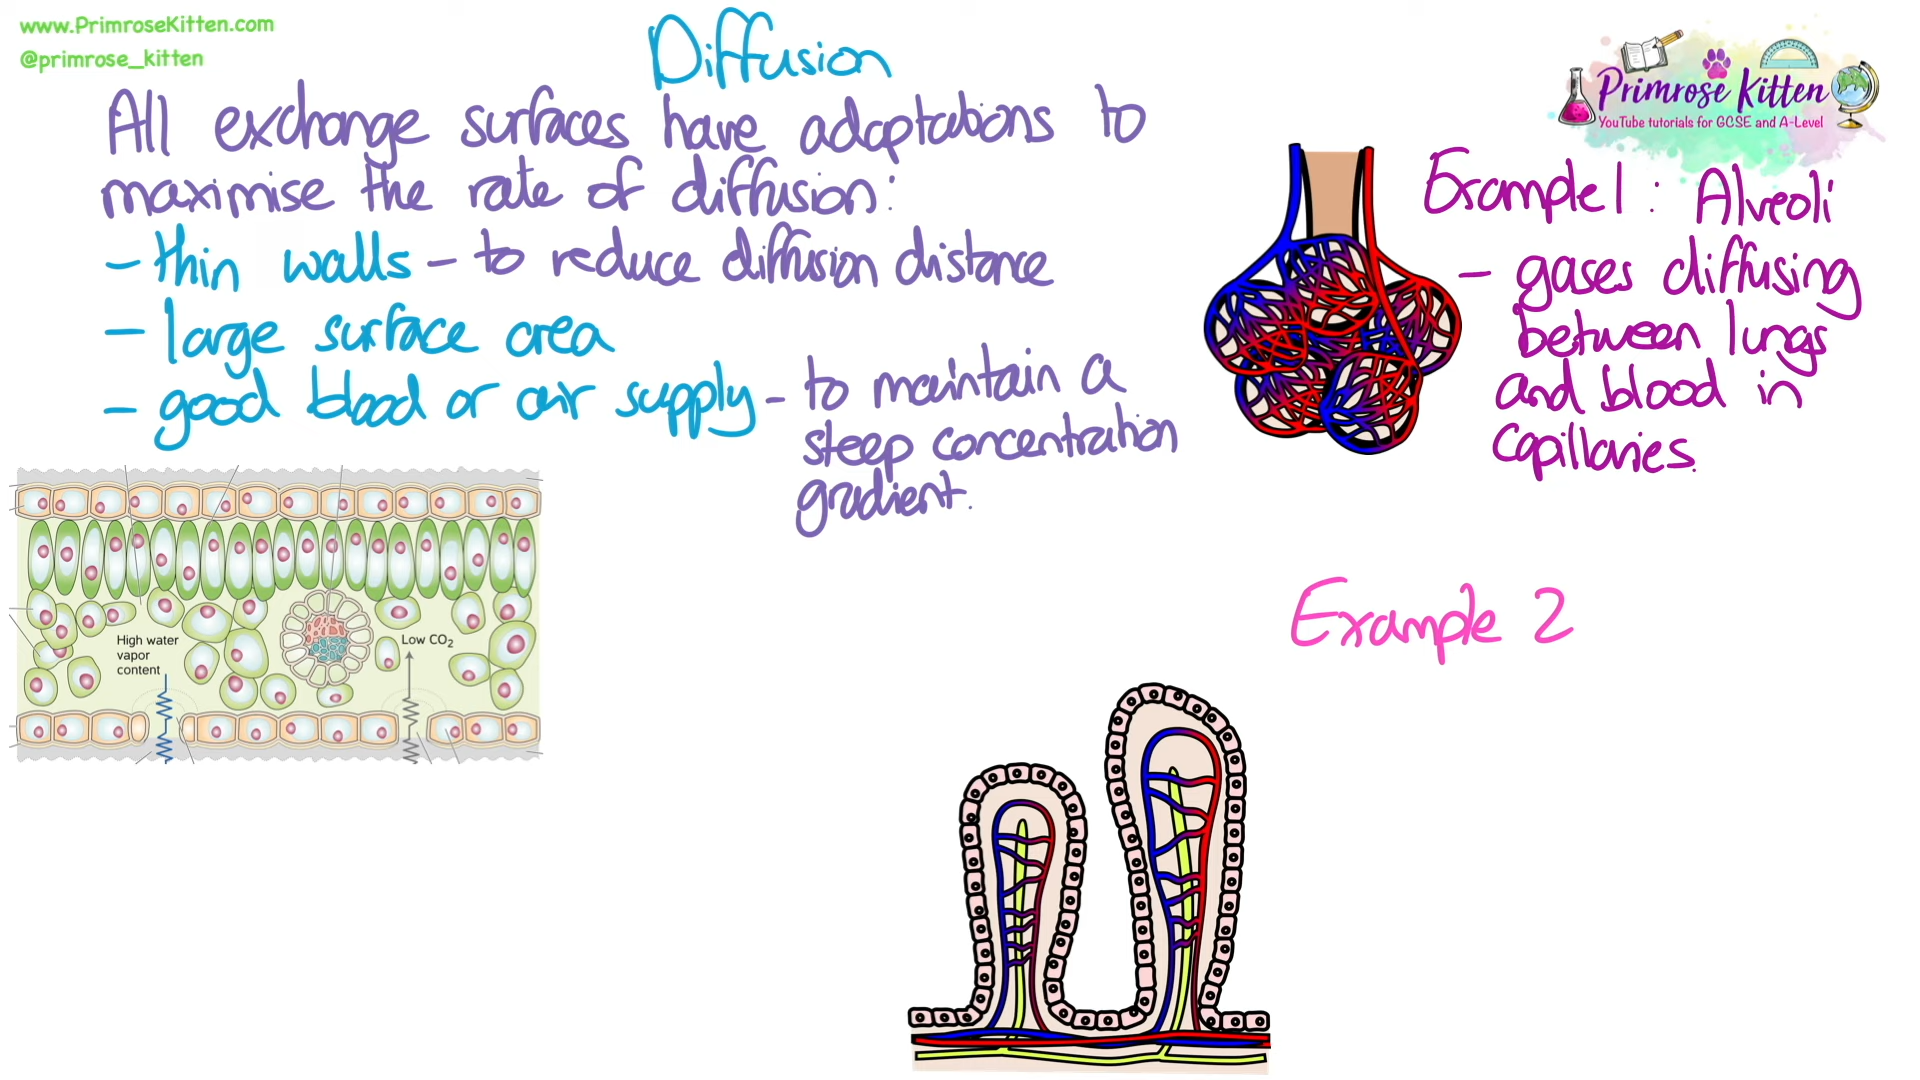 www.PrimroseKitten.com
@primrose_kitten
Diffusion
Primrose Kitten
YouTube tutorials for GCSE and A-Level
All exchange surfaces have adaptations to
maximise the rate of diffusion:
- thin walls - to reduce diffusion distance
- large surface area
- good blood or air supply - to maintain a
steep concentration
gradient.
Example 1 : Alveoli
- gases diffusing
between lungs
and blood in
capillaries.
High water
vapor
content
Low CO2
Example 2